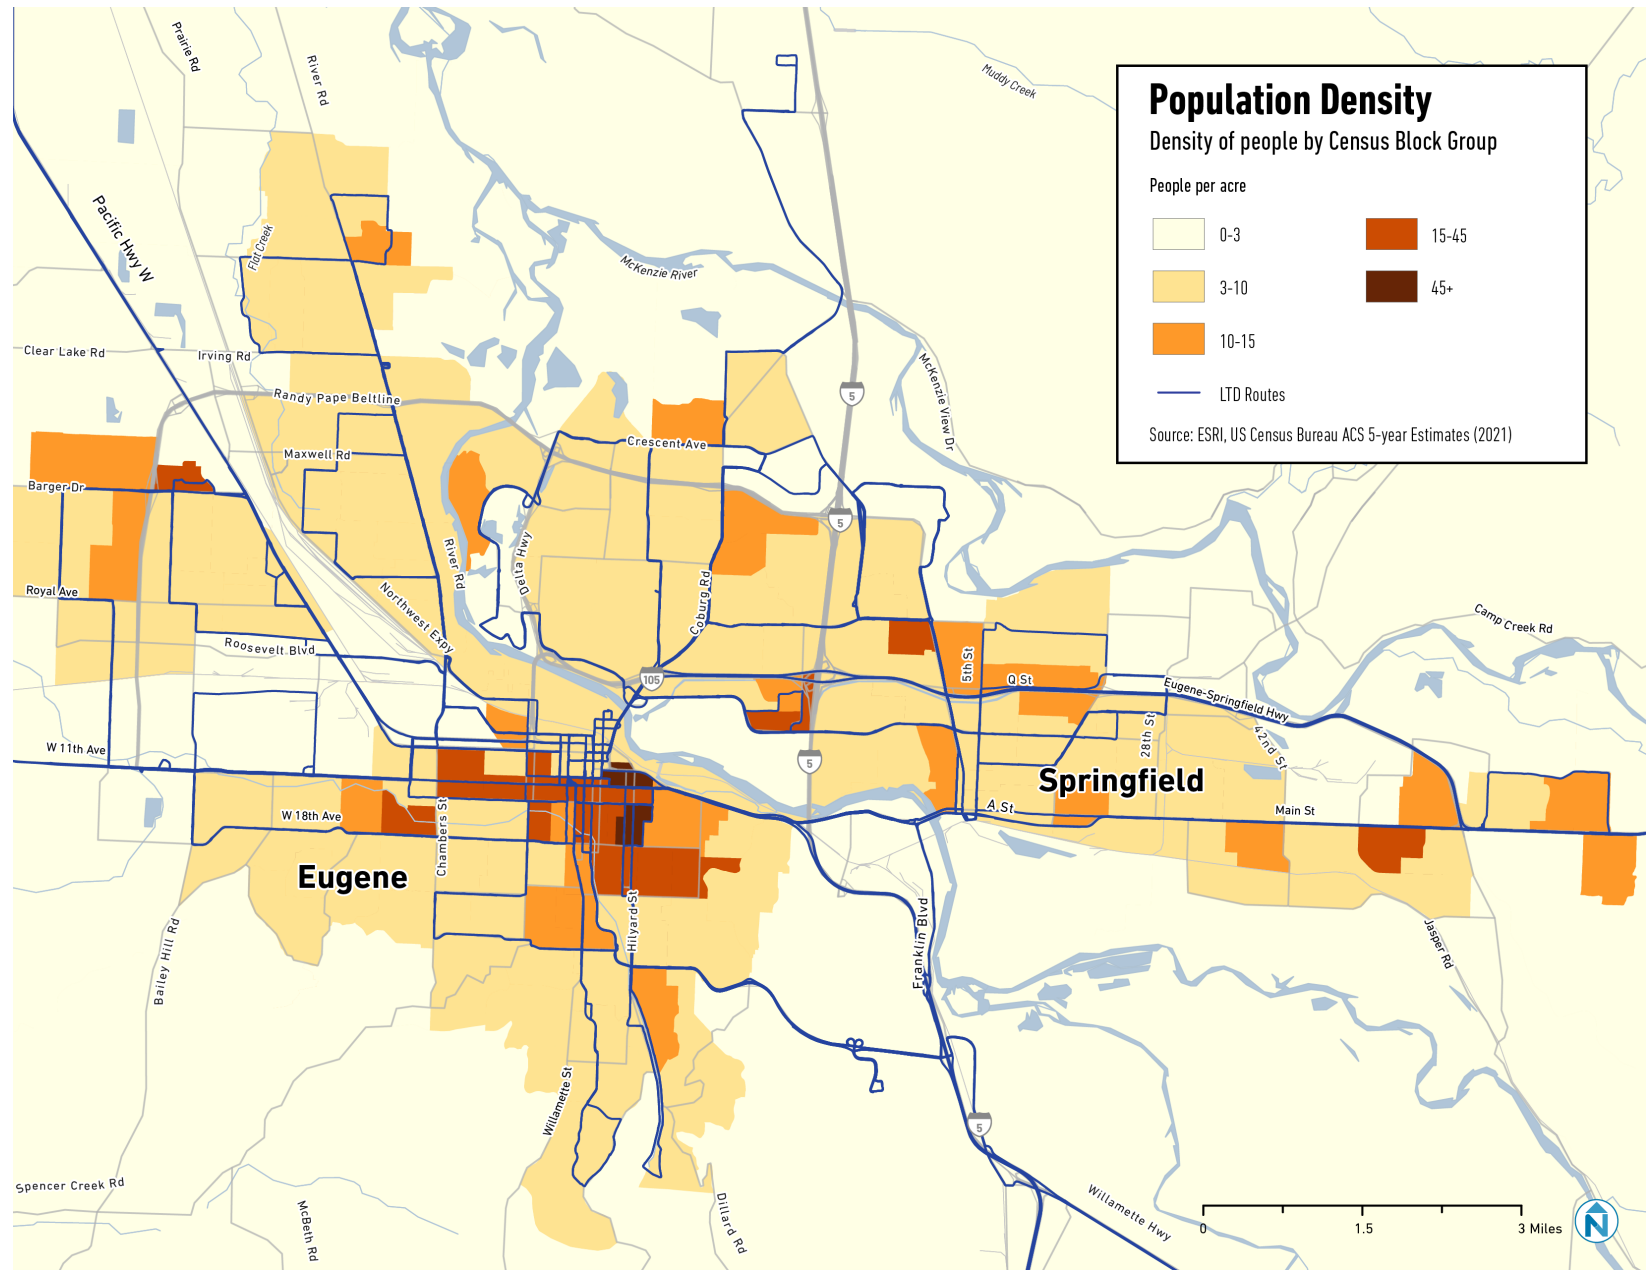 Prairie Rd
River Rd
Muddy Creek
Population Density
Density of people by Census Block Group
People per acre
0-3
15-45
3-10
45+
10-15
LTD Routes
Source: ESRI, US Census Bureau ACS 5-year Estimates (2021)
Pacific Hwy W
Flat Creek
McKenzie River
Clear Lake Rd
Irving Rd
McKenzie View Dr
Randy Pape Beltline
5
Crescent Ave
Maxwell Rd
Barger Dr
5
River Rd
Delta Hwy
Royal Ave
Coburg Rd
Northwest Expy
Camp Creek Rd
Roosevelt Blvd
5th St
105
Q St
Eugene-Springfield Hwy
28th St
42nd St
W 11th Ave
5
Springfield
A St
Main St
W 18th Ave
Chambers St
Eugene
Hilyard St
Franklin Blvd
Jasper Rd
Bailey Hill Rd
Willamette St
5
Spencer Creek Rd
McBeth Rd
Dillard Rd
Willamette Hwy
0
1.5
3 Miles
N